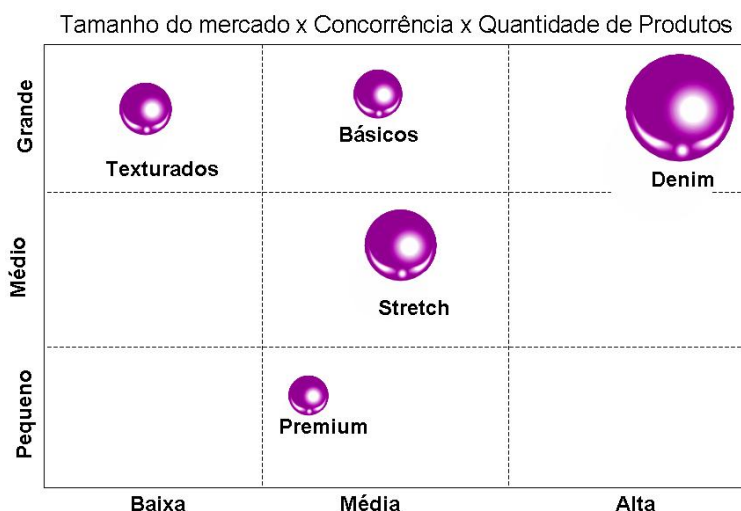 Tamanho do mercado x Concorrência x Quantidade de Produtos
Grande
Texturados
Básicos
Denim
Médio
Stretch
Pequeno
Premium
Baixa
Média
Alta